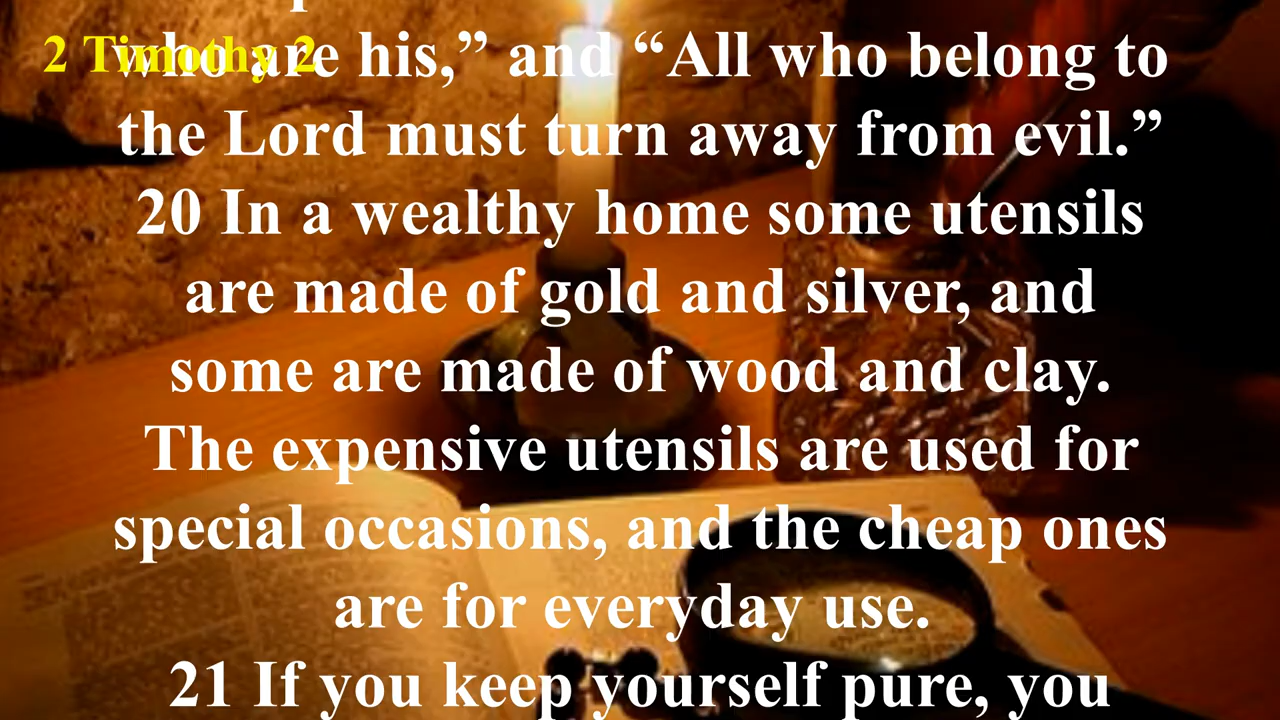 2 Timothy 2
who are his,” and “All who belong to
the Lord must turn away from evil.”
20 In a wealthy home some utensils
are made of gold and silver, and
some are made of wood and clay.
The expensive utensils are used for
special occasions, and the cheap ones
are for everyday use.
21 If you keep yourself pure, you